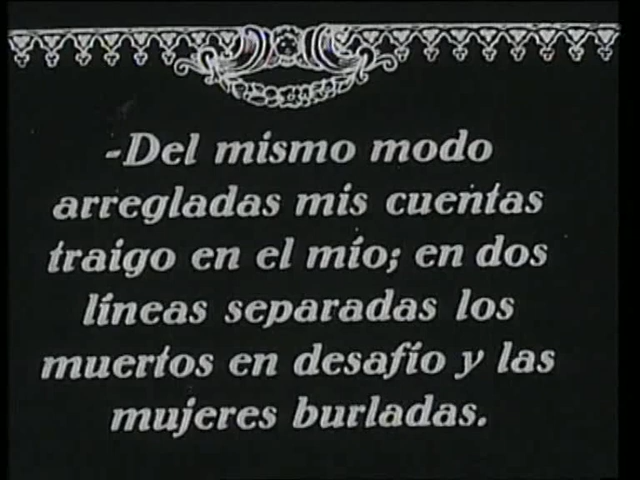 -Del mismo modo
arregladas mis cuentas
traigo en el mío; en dos
líneas separadas los
muertos en desafío y las
mujeres burladas.